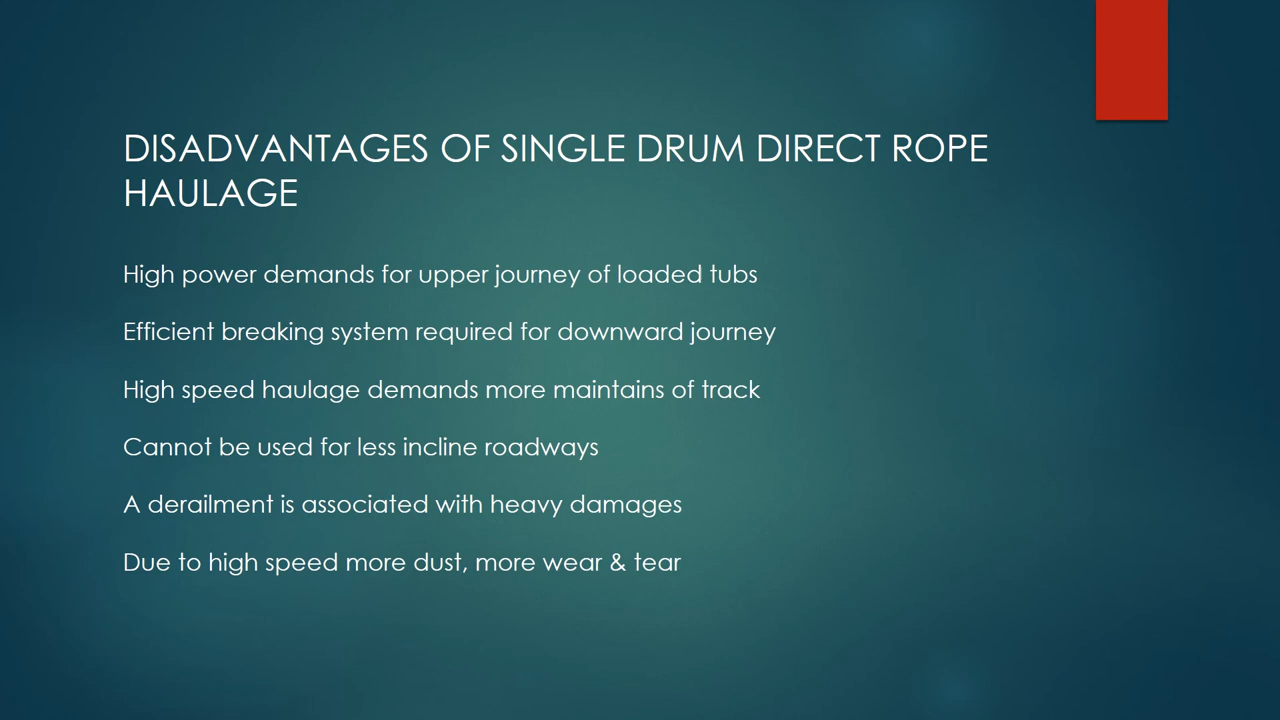 DISADVANTAGES OF SINGLE DRUM DIRECT ROPE
HAULAGE
High power demands for upper journey of loaded tubs
Efficient breaking system required for downward journey
High speed haulage demands more maintains of track
Cannot be used for less incline roadways
A derailment is associated with heavy damages
Due to high speed more dust, more wear & tear